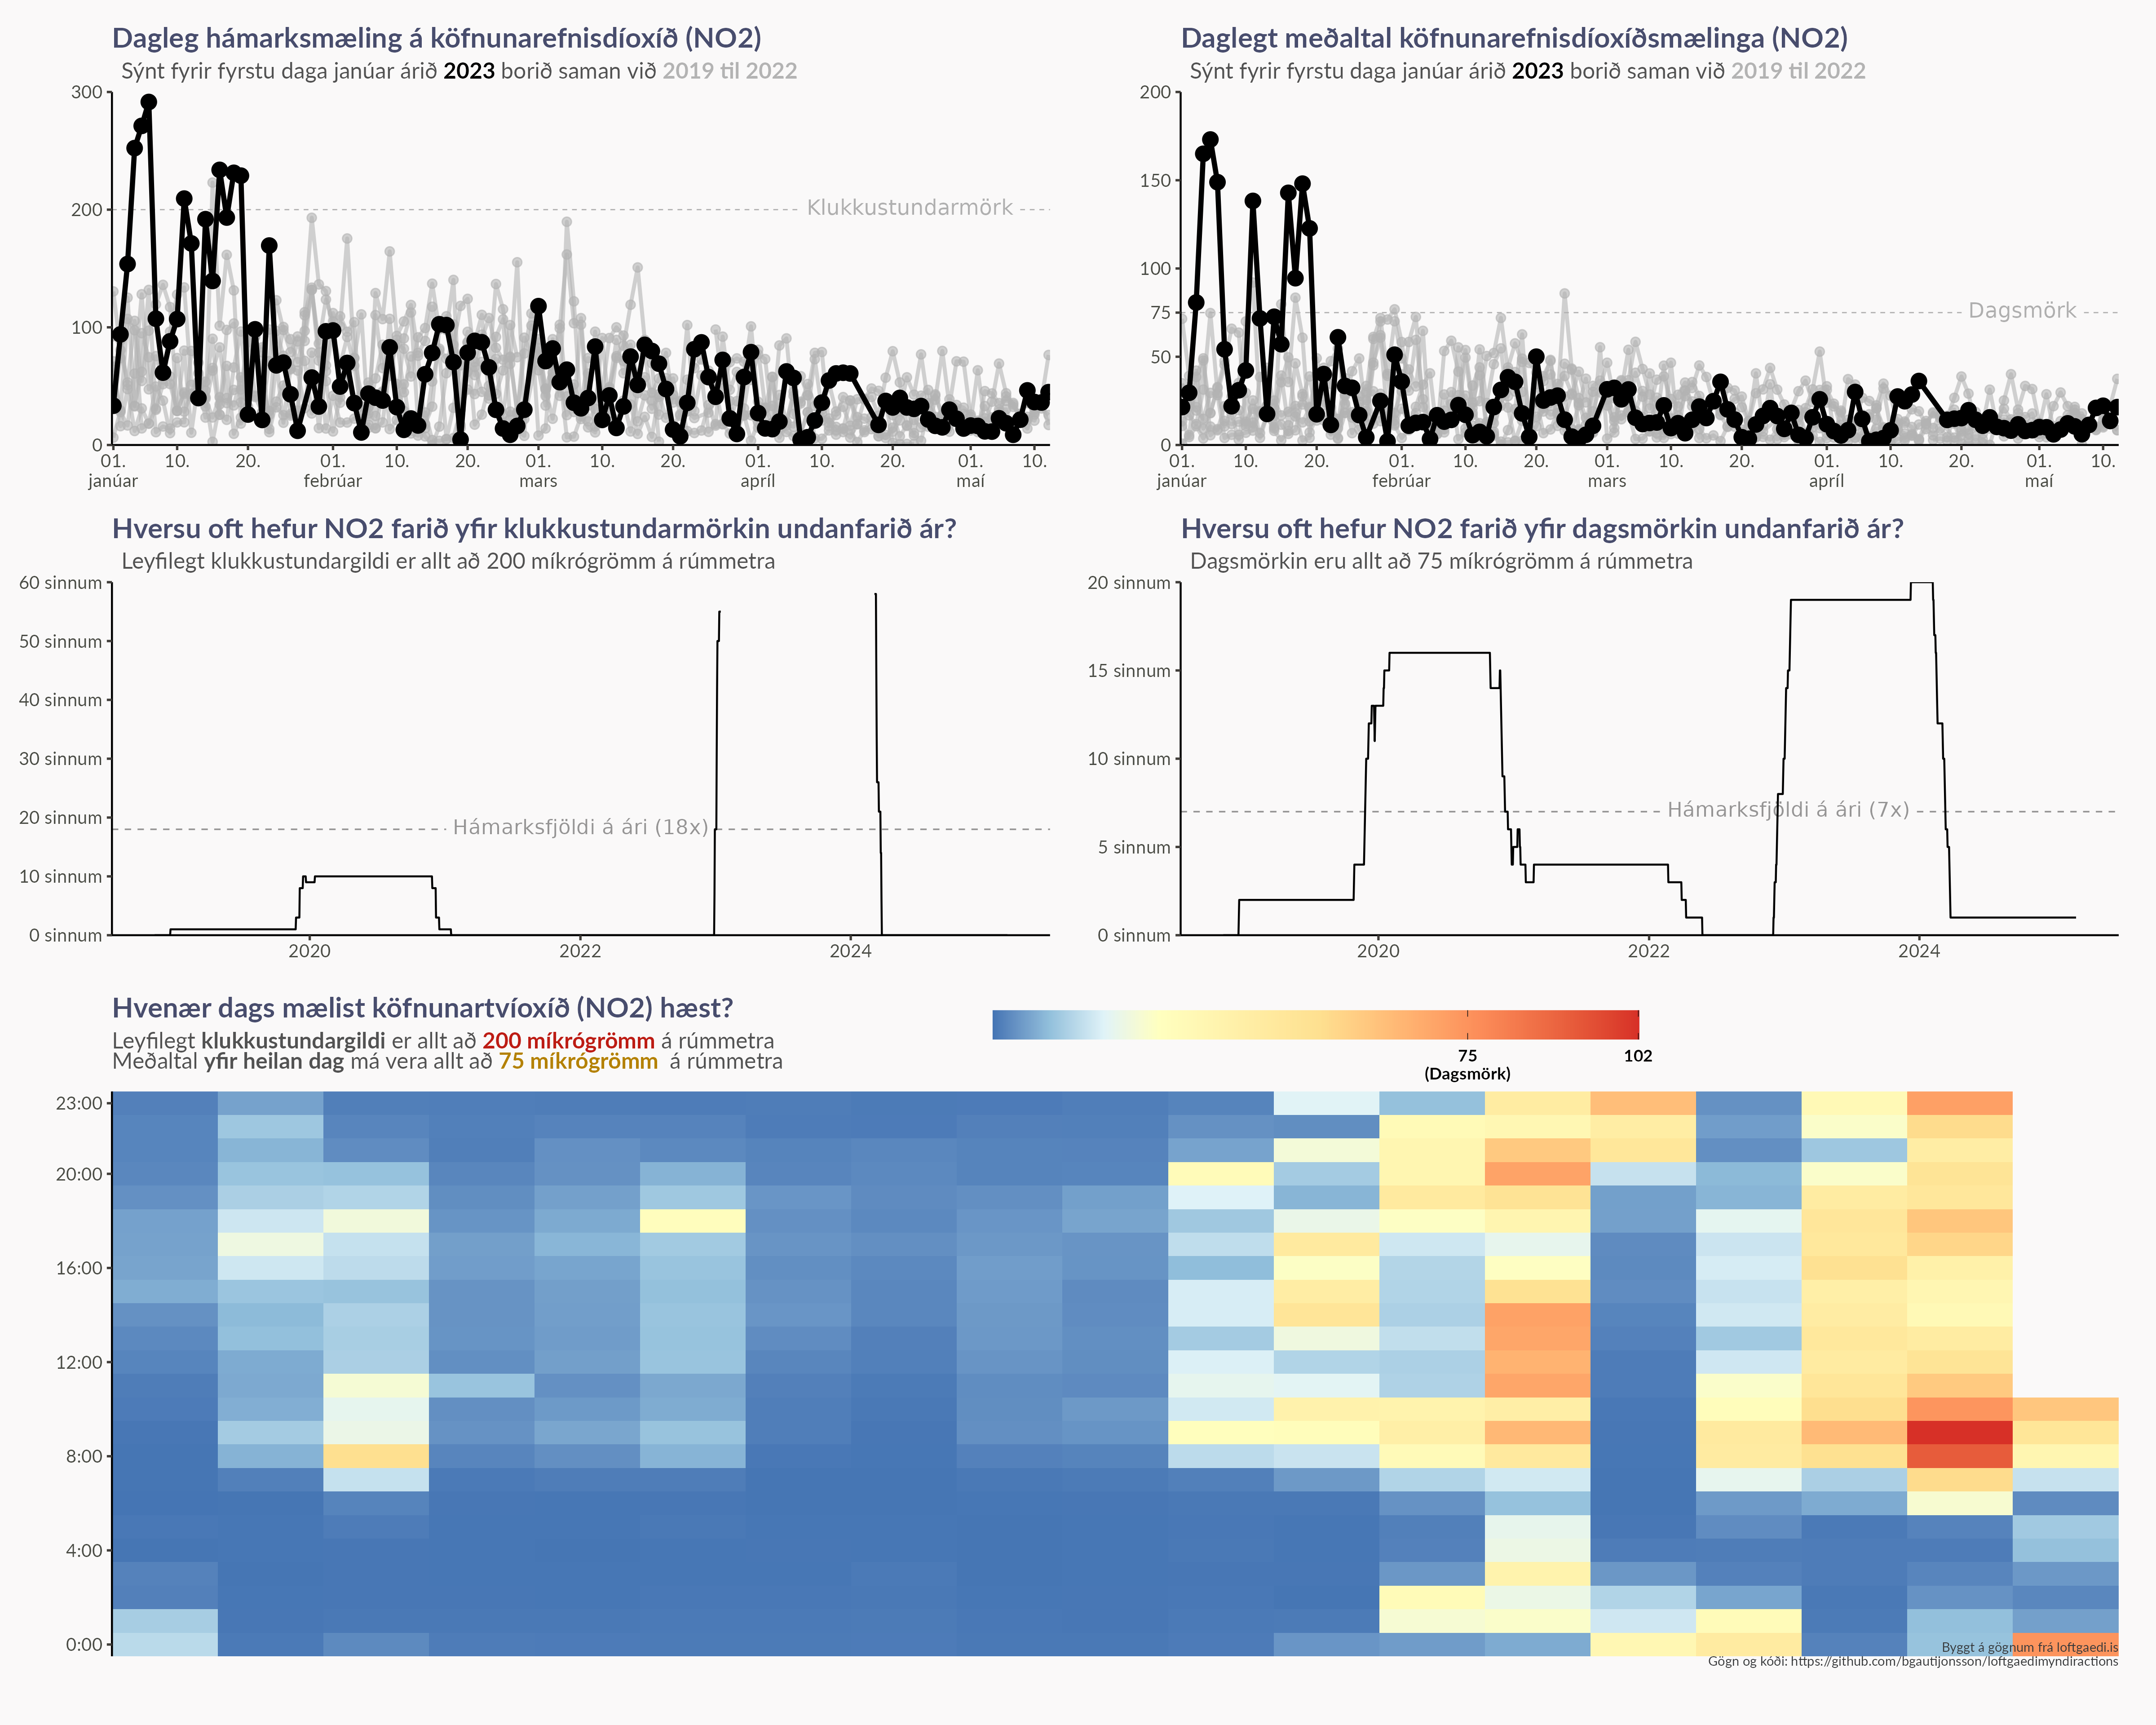 Dagleg hámarksmæling á köfnunarefnisdíoxíð (NO2)
Sýnt fyrir fyrstu daga janúar árið 2023 borið saman við 2019 til 2022
300
200
100
0
Klukkustundarmörk
01. 10. 20. 01. 10. 20. 01. 10. 20. 01. 10. 20. 01. 10.
janúar febrúar mars apríl maí
Daglegt meðaltal köfnunarefnisdíoxíðsmælinga (NO2)
Sýnt fyrir fyrstu daga janúar árið 2023 borið saman við 2019 til 2022
200
150
100
75
50
0
Dagsmörk
01. 10. 20. 01. 10. 20. 01. 10. 20. 01. 10. 20. 01. 10.
janúar febrúar mars apríl maí
Hversu oft hefur NO2 farið yfir klukkustundarmörkin undanfarið ár?
Leyfilegt klukkustundargildi er allt að 200 míkrógrömm á rúmmetra
60 sinnum
50 sinnum
40 sinnum
30 sinnum
20 sinnum
10 sinnum
0 sinnum
Hámarksfjöldi á ári (18x)
2020 2022 2024
Hversu oft hefur NO2 farið yfir dagsmörkin undanfarið ár?
Dagsmörkin eru allt að 75 míkrógrömm á rúmmetra
20 sinnum
15 sinnum
10 sinnum
5 sinnum
0 sinnum
Hámarksfjöldi á ári (7x)
2020 2022 2024
Hvenær dags mælist köfnunartvíoxíð (NO2) hæst?
Leyfilegt klukkustundargildi er allt að 200 míkrógrömm á rúmmetra
Meðaltal yfir heilan dag má vera allt að 75 míkrógrömm á rúmmetra
75 102
(Dagsmörk)
23:00
20:00
16:00
12:00
8:00
4:00
0:00
Byggt á gögnum frá loftgaedi.is
Gögn og kóði: https://github.com/bgautijonsson/loftgaedimyndiractions